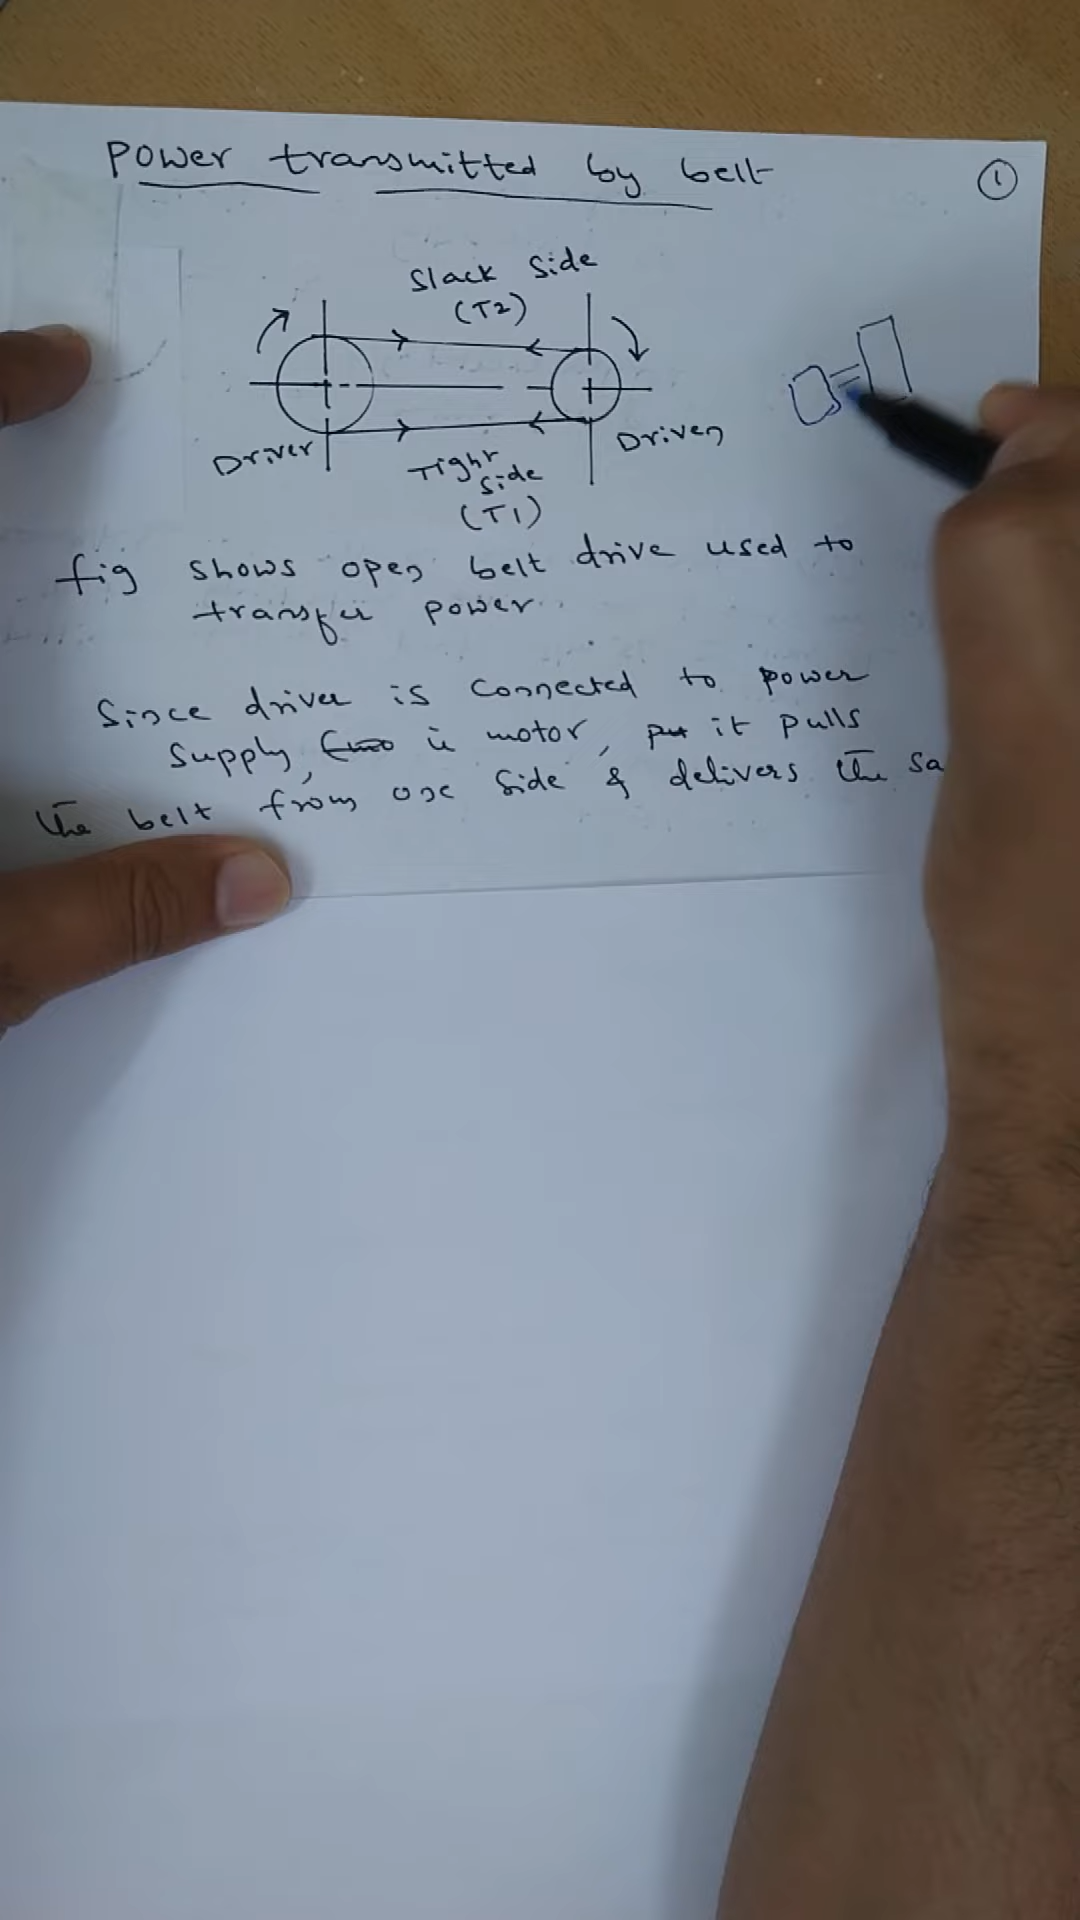 Power transmitted by belt
1
Slack Side
(T2)
Driver
Tight
Side
(T1)
Driven
fig shows open belt drive used to
transfer power.
Since driver is connected to power
Supply, ie motor, it pulls
the belt from one side & delivers the sa